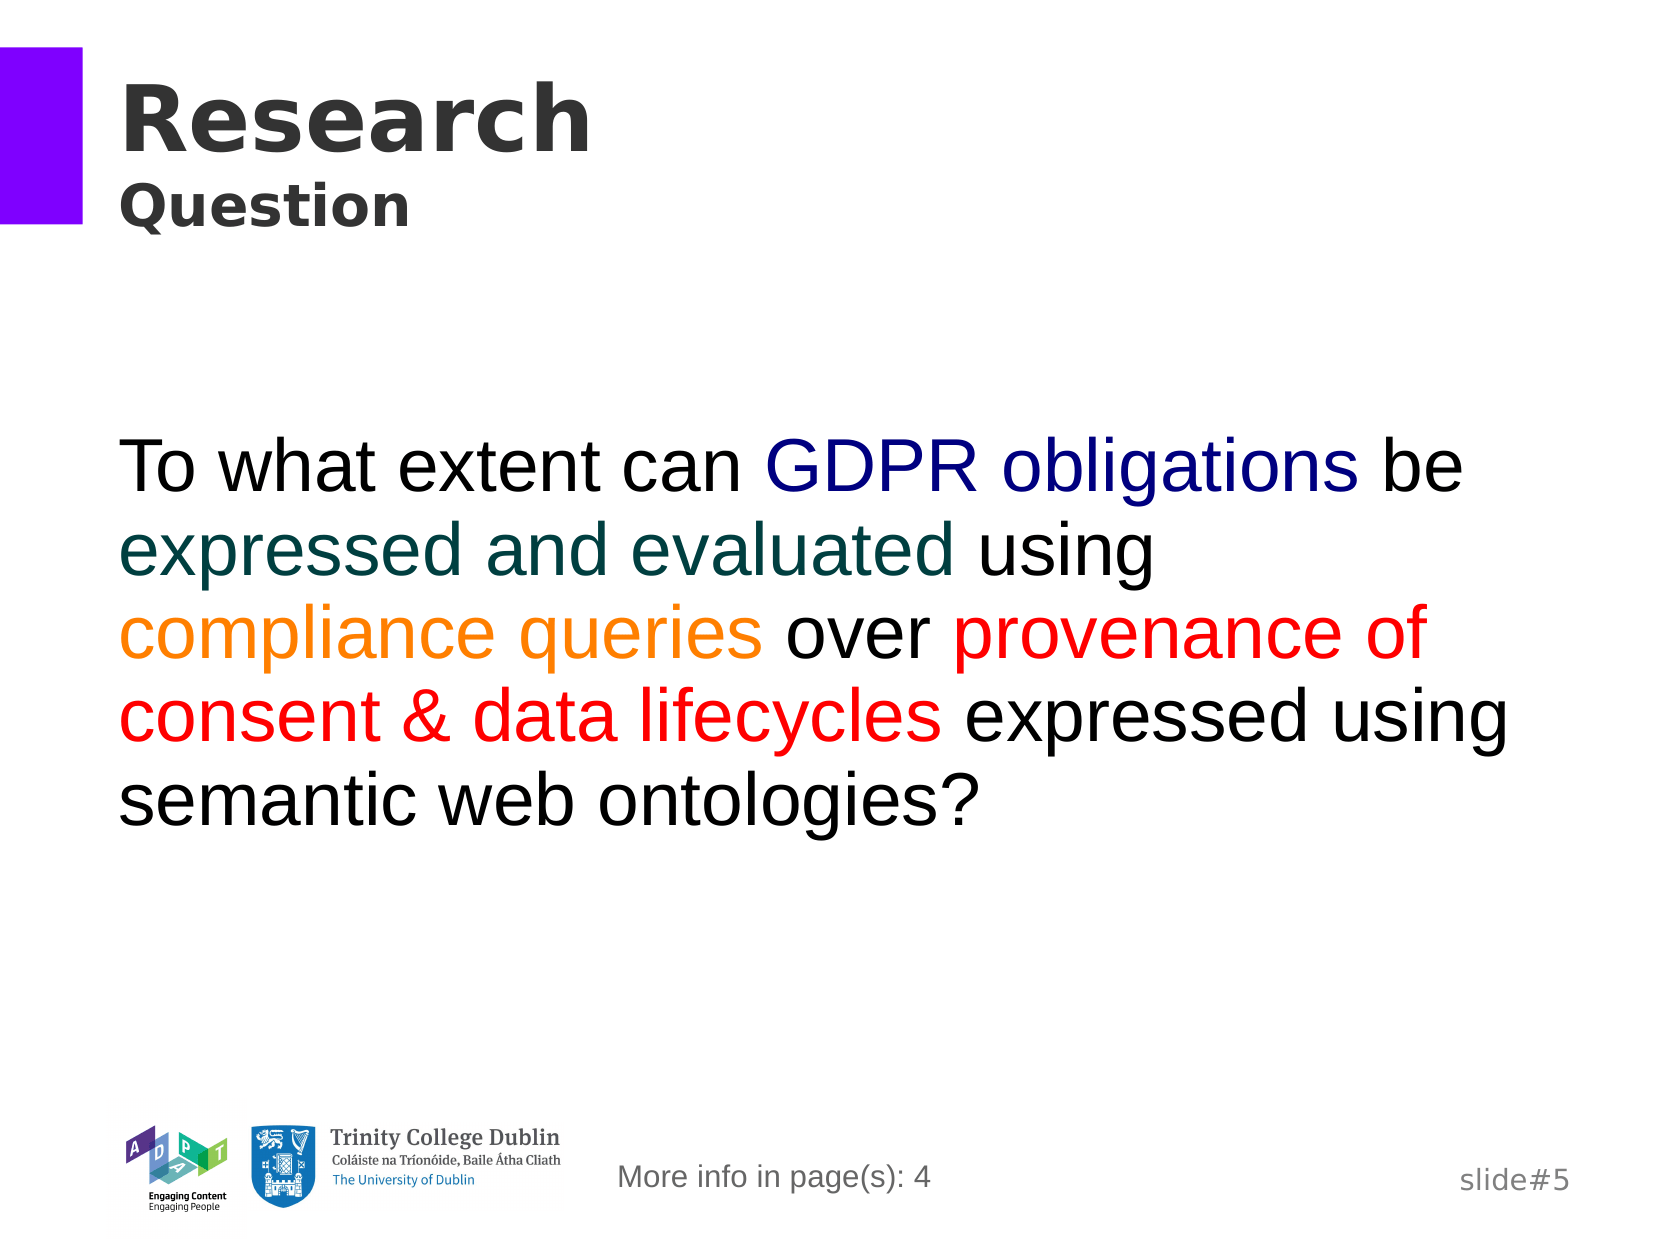 Research
Question
To what extent can GDPR obligations be
expressed and evaluated using
compliance queries over provenance of
consent & data lifecycles expressed using
semantic web ontologies?
ADAPT
Engaging Content
Engaging People
Trinity College Dublin
Coláiste na Tríonóide, Baile Átha Cliath
The University of Dublin
More info in page(s): 4
slide#5